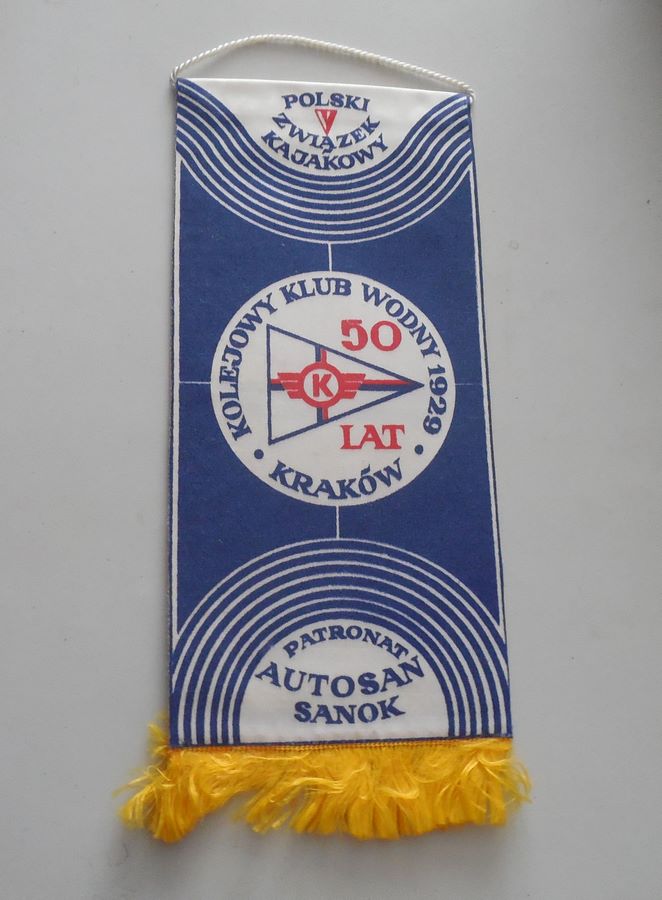 POLSKI
ZWIĄZEK
KAJAKOWY
KOLEJOWY KLUB WODNY 1929
50
K
LAT
• KRAKÓW •
PATRONAT
AUTOSAN
SANOK